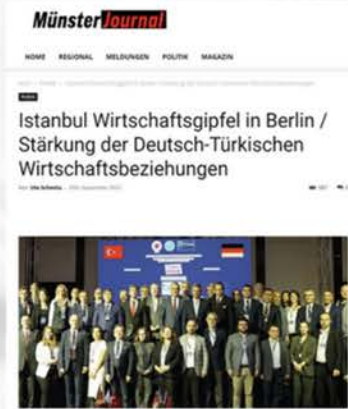 Münster Journal
HOME REGIONAL MELDUNGEN POLITIK MAGAZIN
Istanbul Wirtschaftsgipfel in Berlin /
Stärkung der Deutsch-Türkischen
Wirtschaftsbeziehungen